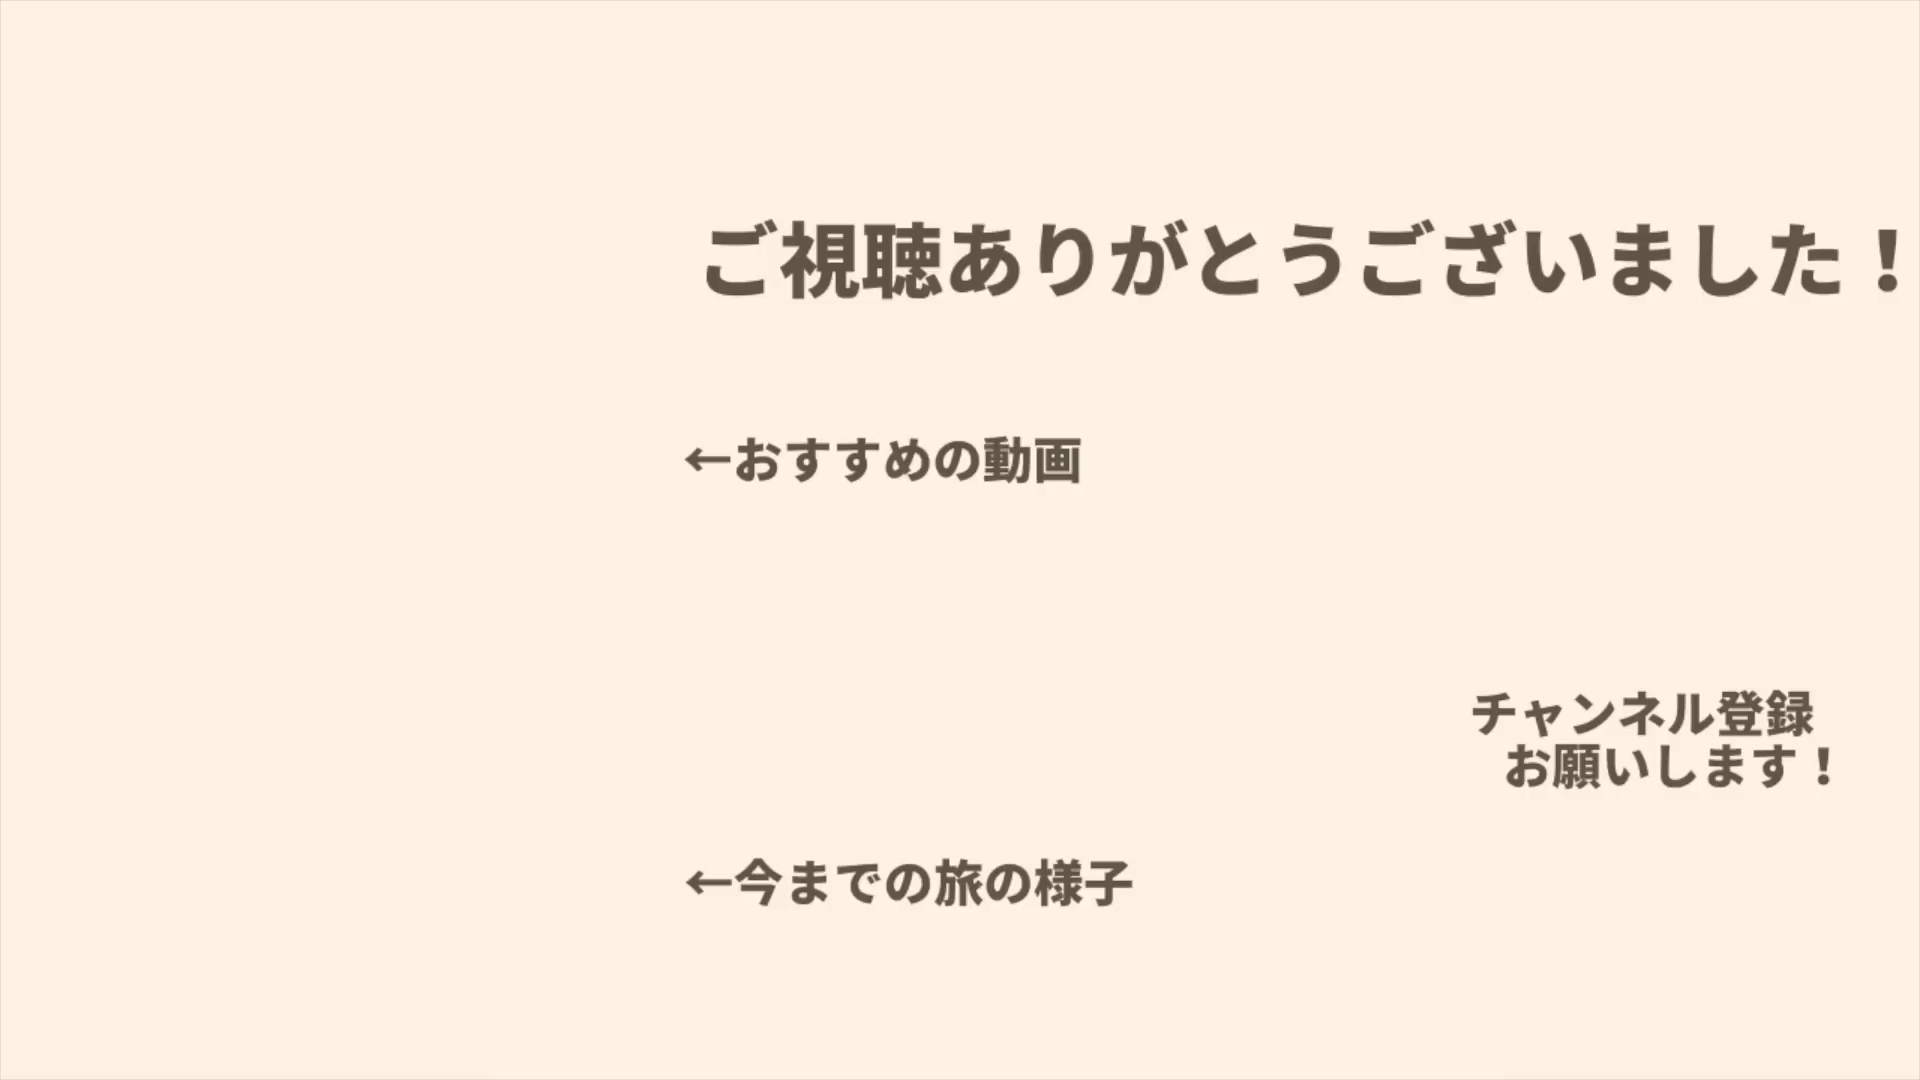 ご視聴ありがとうございました！
←おすすめの動画
チャンネル登録
お願いします！
←今までの旅の様子